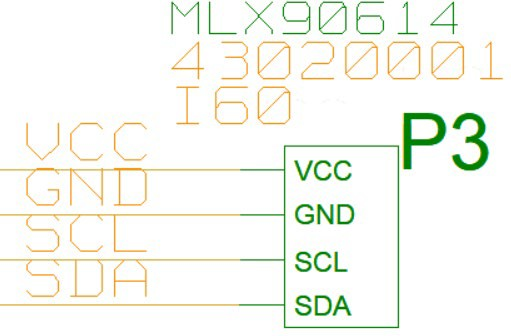 MLX90614
43020001
I60
P3
VCC
VCC
GND
GND
SCL
SCL
SDA
SDA